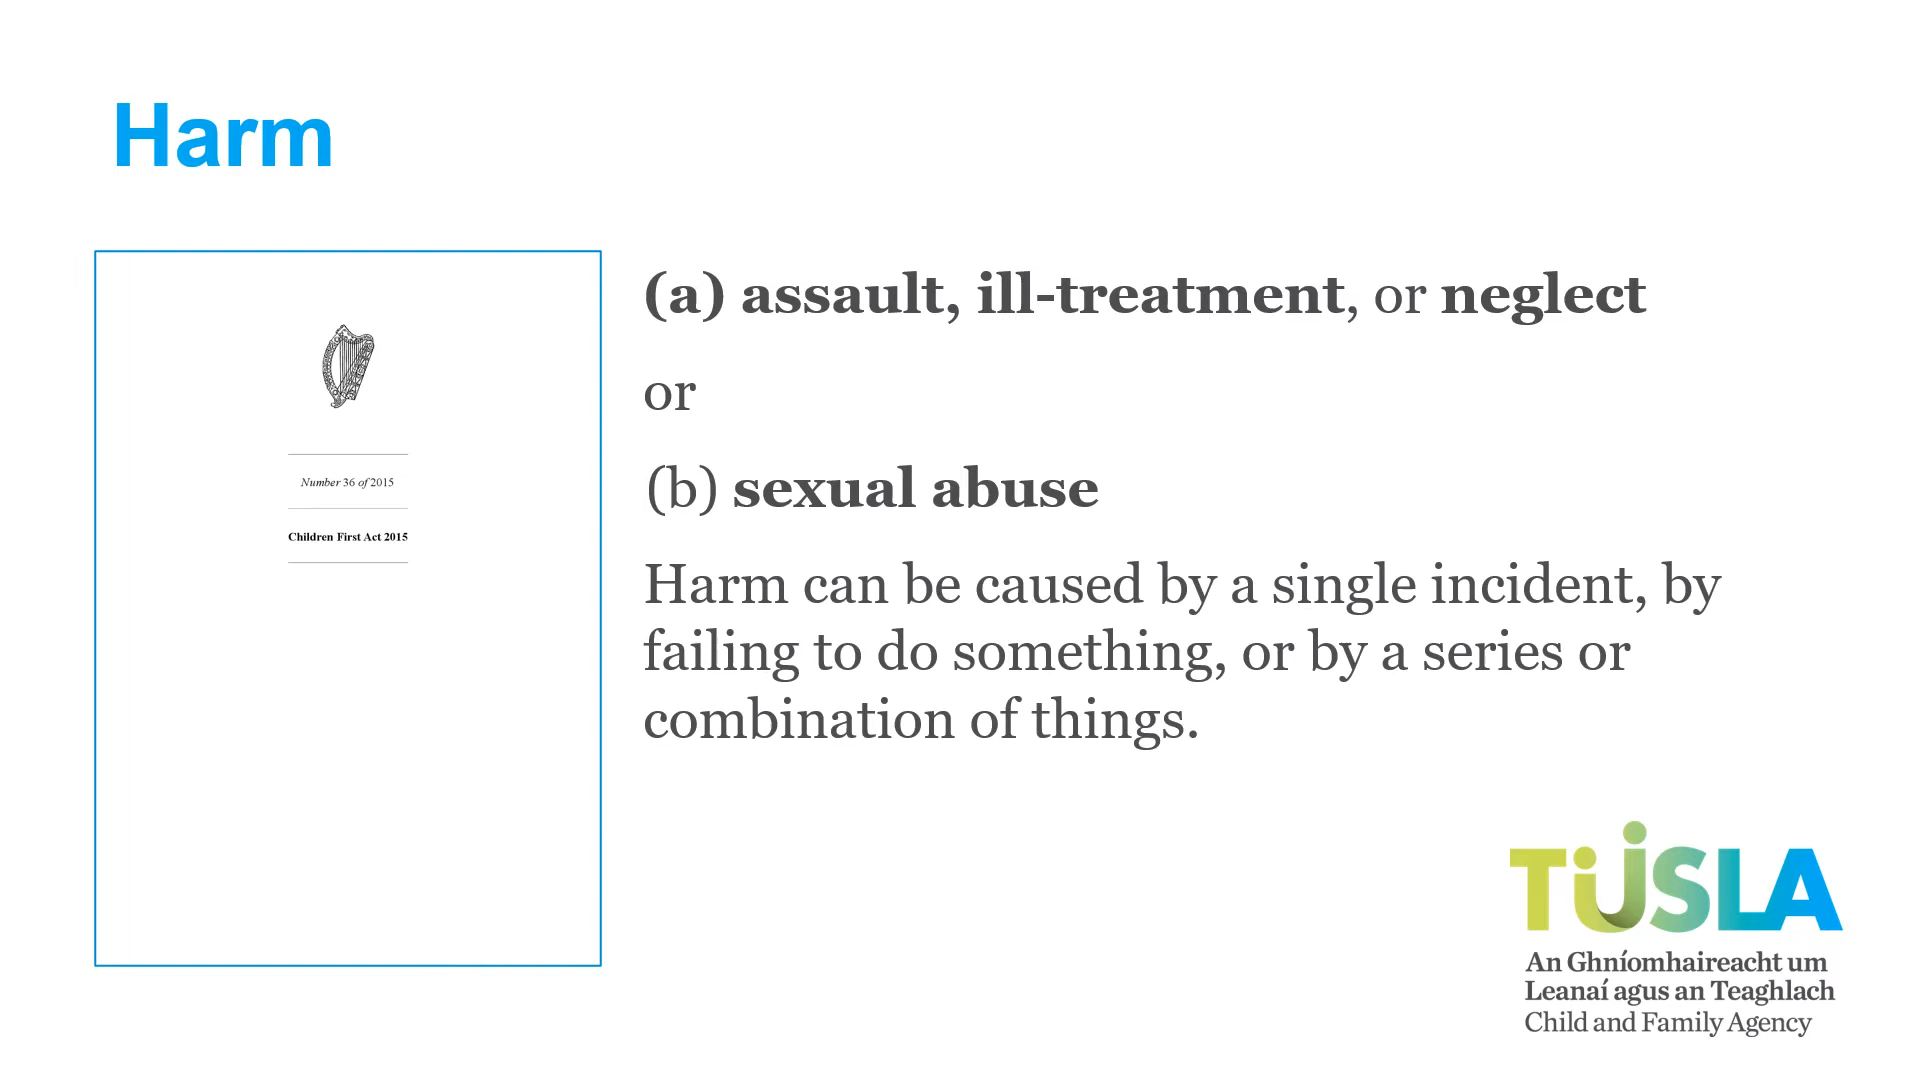 Harm
Number 36 of 2015
Children First Act 2015
(a) assault, ill-treatment, or neglect
or
(b) sexual abuse
Harm can be caused by a single incident, by
failing to do something, or by a series or
combination of things.
TUSLA
An Ghníomhaireacht um
Leanaí agus an Teaghlach
Child and Family Agency